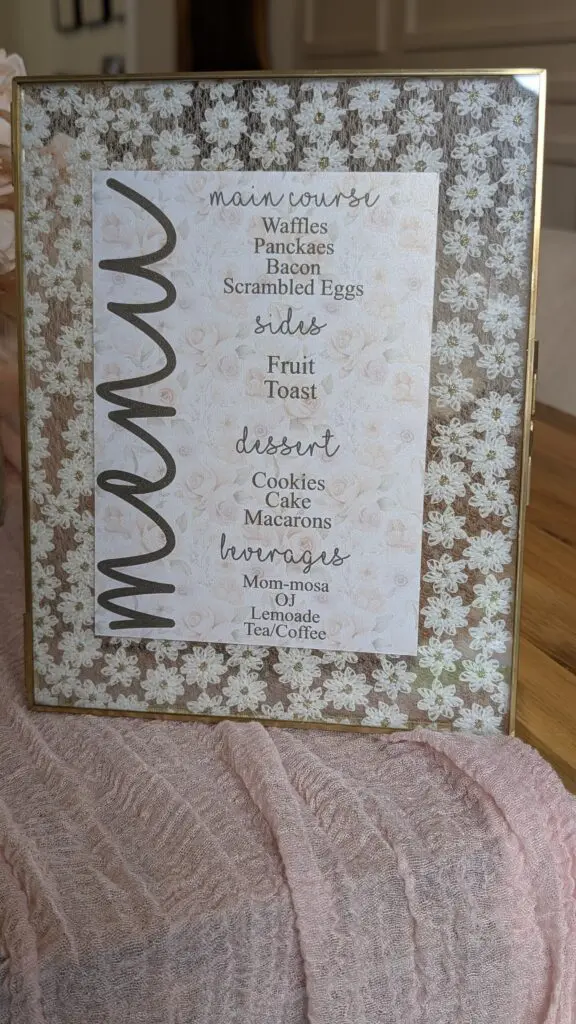 menu
main course
Waffles
Panckaes
Bacon
Scrambled Eggs
sides
Fruit
Toast
dessert
Cookies
Cake
Macarons
beverages
Mom-mosa
OJ
Lemoade
Tea/Coffee